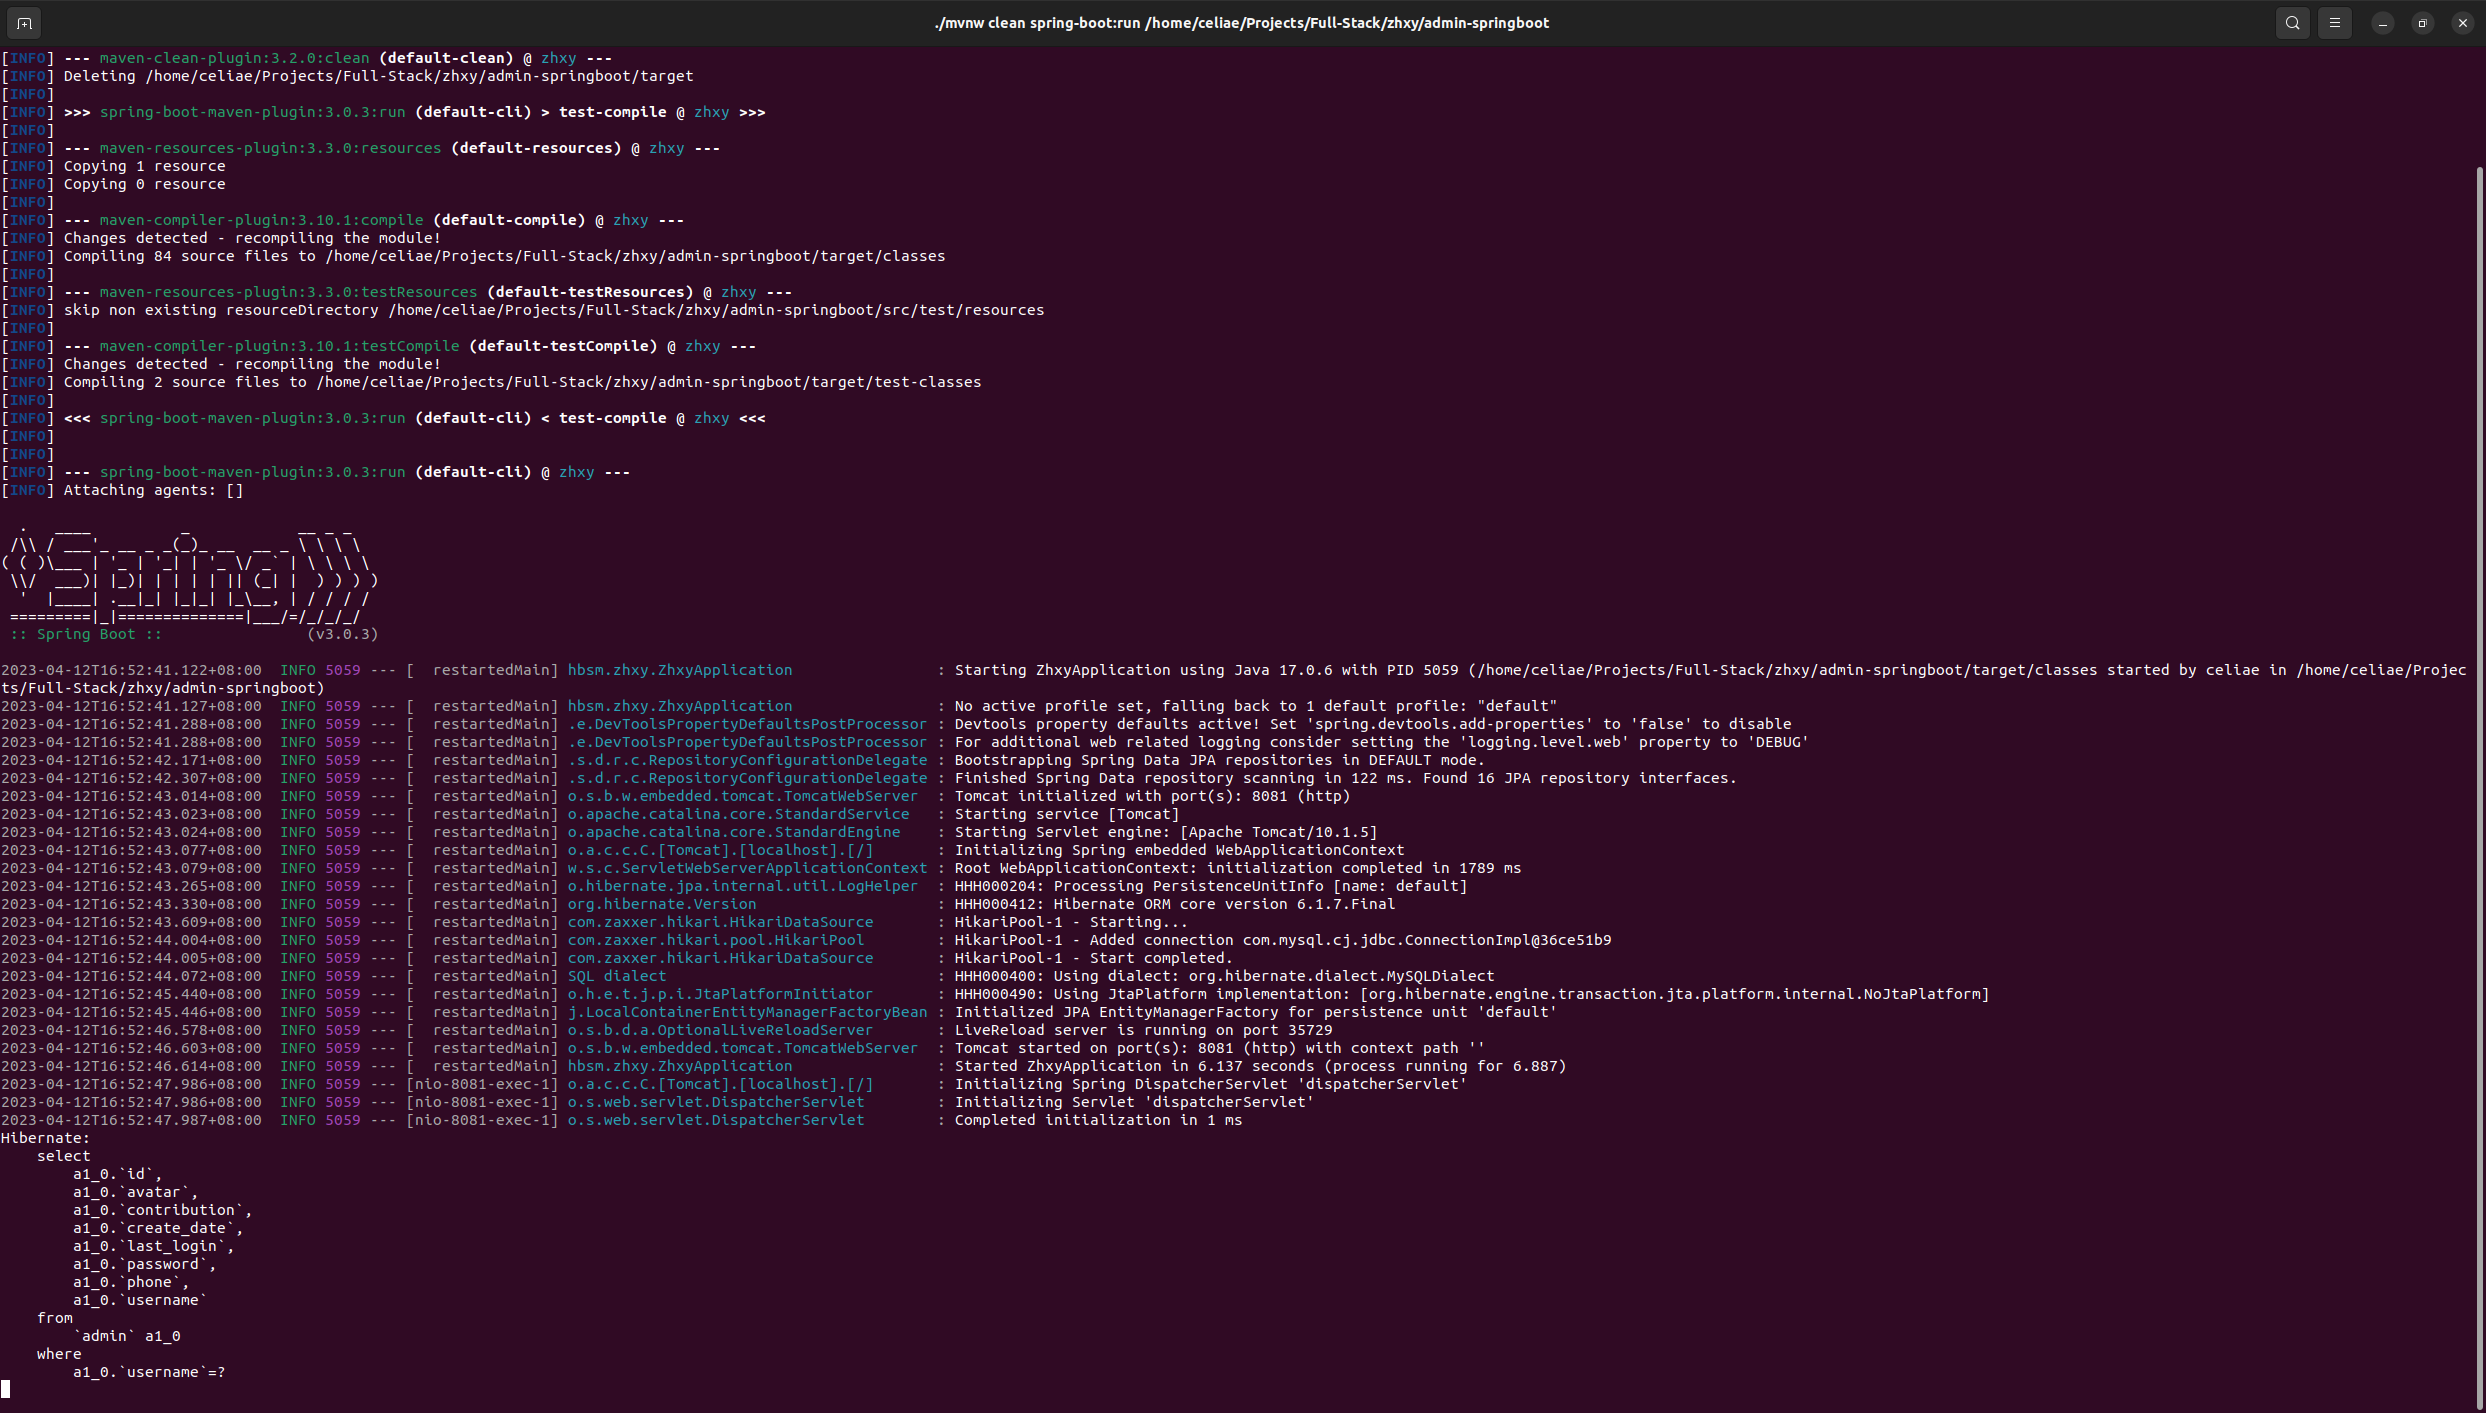 ./mvnw clean spring-boot:run /home/celiae/Projects/Full-Stack/zhxy/admin-springboot
[INFO] --- maven-clean-plugin:3.2.0:clean (default-clean) @ zhxy ---
[INFO] Deleting /home/celiae/Projects/Full-Stack/zhxy/admin-springboot/target
[INFO]
[INFO] >>> spring-boot-maven-plugin:3.0.3:run (default-cli) > test-compile @ zhxy >>>
[INFO]
[INFO] --- maven-resources-plugin:3.3.0:resources (default-resources) @ zhxy ---
[INFO] Copying 1 resource
[INFO] Copying 0 resource
[INFO]
[INFO] --- maven-compiler-plugin:3.10.1:compile (default-compile) @ zhxy ---
[INFO] Changes detected - recompiling the module!
[INFO] Compiling 84 source files to /home/celiae/Projects/Full-Stack/zhxy/admin-springboot/target/classes
[INFO]
[INFO] --- maven-resources-plugin:3.3.0:testResources (default-testResources) @ zhxy ---
[INFO] skip non existing resourceDirectory /home/celiae/Projects/Full-Stack/zhxy/admin-springboot/src/test/resources
[INFO]
[INFO] --- maven-compiler-plugin:3.10.1:testCompile (default-testCompile) @ zhxy ---
[INFO] Changes detected - recompiling the module!
[INFO] Compiling 2 source files to /home/celiae/Projects/Full-Stack/zhxy/admin-springboot/target/test-classes
[INFO]
[INFO] <<< spring-boot-maven-plugin:3.0.3:run (default-cli) < test-compile @ zhxy <<<
[INFO]
[INFO]
[INFO] --- spring-boot-maven-plugin:3.0.3:run (default-cli) @ zhxy ---
[INFO] Attaching agents: []
  .   ____          _            __ _ _
 /\\ / ___'_ __ _ _(_)_ __  __ _ \ \ \ \
( ( )\___ | '_ | '_| | '_ \/ _` | \ \ \ \
 \\/  ___)| |_)| | | | | || (_| |  ) ) ) )
  '  |____| .__|_| |_|_| |_\__, | / / / /
 =========|_|==============|___/=/_/_/_/
 :: Spring Boot ::                (v3.0.3)
2023-04-12T16:52:41.122+08:00  INFO 5059 --- [  restartedMain] hbsm.zhxy.ZhxyApplication                : Starting ZhxyApplication using Java 17.0.6 with PID 5059 (/home/celiae/Projects/Full-Stack/zhxy/admin-springboot/target/classes started by celiae in /home/celiae/Projec
ts/Full-Stack/zhxy/admin-springboot)
2023-04-12T16:52:41.127+08:00  INFO 5059 --- [  restartedMain] hbsm.zhxy.ZhxyApplication                : No active profile set, falling back to 1 default profile: "default"
2023-04-12T16:52:41.288+08:00  INFO 5059 --- [  restartedMain] .e.DevToolsPropertyDefaultsPostProcessor : Devtools property defaults active! Set 'spring.devtools.add-properties' to 'false' to disable
2023-04-12T16:52:41.288+08:00  INFO 5059 --- [  restartedMain] .e.DevToolsPropertyDefaultsPostProcessor : For additional web related logging consider setting the 'logging.level.web' property to 'DEBUG'
2023-04-12T16:52:42.171+08:00  INFO 5059 --- [  restartedMain] .s.d.r.c.RepositoryConfigurationDelegate : Bootstrapping Spring Data JPA repositories in DEFAULT mode.
2023-04-12T16:52:42.307+08:00  INFO 5059 --- [  restartedMain] .s.d.r.c.RepositoryConfigurationDelegate : Finished Spring Data repository scanning in 122 ms. Found 16 JPA repository interfaces.
2023-04-12T16:52:43.014+08:00  INFO 5059 --- [  restartedMain] o.s.b.w.embedded.tomcat.TomcatWebServer  : Tomcat initialized with port(s): 8081 (http)
2023-04-12T16:52:43.023+08:00  INFO 5059 --- [  restartedMain] o.apache.catalina.core.StandardService   : Starting service [Tomcat]
2023-04-12T16:52:43.024+08:00  INFO 5059 --- [  restartedMain] o.apache.catalina.core.StandardEngine    : Starting Servlet engine: [Apache Tomcat/10.1.5]
2023-04-12T16:52:43.077+08:00  INFO 5059 --- [  restartedMain] o.a.c.c.C.[Tomcat].[localhost].[/]       : Initializing Spring embedded WebApplicationContext
2023-04-12T16:52:43.079+08:00  INFO 5059 --- [  restartedMain] w.s.c.ServletWebServerApplicationContext : Root WebApplicationContext: initialization completed in 1789 ms
2023-04-12T16:52:43.265+08:00  INFO 5059 --- [  restartedMain] o.hibernate.jpa.internal.util.LogHelper  : HHH000204: Processing PersistenceUnitInfo [name: default]
2023-04-12T16:52:43.330+08:00  INFO 5059 --- [  restartedMain] org.hibernate.Version                    : HHH000412: Hibernate ORM core version 6.1.7.Final
2023-04-12T16:52:43.609+08:00  INFO 5059 --- [  restartedMain] com.zaxxer.hikari.HikariDataSource       : HikariPool-1 - Starting...
2023-04-12T16:52:44.004+08:00  INFO 5059 --- [  restartedMain] com.zaxxer.hikari.pool.HikariPool        : HikariPool-1 - Added connection com.mysql.cj.jdbc.ConnectionImpl@36ce51b9
2023-04-12T16:52:44.005+08:00  INFO 5059 --- [  restartedMain] com.zaxxer.hikari.HikariDataSource       : HikariPool-1 - Start completed.
2023-04-12T16:52:44.072+08:00  INFO 5059 --- [  restartedMain] SQL dialect                              : HHH000400: Using dialect: org.hibernate.dialect.MySQLDialect
2023-04-12T16:52:45.440+08:00  INFO 5059 --- [  restartedMain] o.h.e.t.j.p.i.JtaPlatformInitiator       : HHH000490: Using JtaPlatform implementation: [org.hibernate.engine.transaction.jta.platform.internal.NoJtaPlatform]
2023-04-12T16:52:45.446+08:00  INFO 5059 --- [  restartedMain] j.LocalContainerEntityManagerFactoryBean : Initialized JPA EntityManagerFactory for persistence unit 'default'
2023-04-12T16:52:46.578+08:00  INFO 5059 --- [  restartedMain] o.s.b.d.a.OptionalLiveReloadServer       : LiveReload server is running on port 35729
2023-04-12T16:52:46.603+08:00  INFO 5059 --- [  restartedMain] o.s.b.w.embedded.tomcat.TomcatWebServer  : Tomcat started on port(s): 8081 (http) with context path ''
2023-04-12T16:52:46.614+08:00  INFO 5059 --- [  restartedMain] hbsm.zhxy.ZhxyApplication                : Started ZhxyApplication in 6.137 seconds (process running for 6.887)
2023-04-12T16:52:47.986+08:00  INFO 5059 --- [nio-8081-exec-1] o.a.c.c.C.[Tomcat].[localhost].[/]       : Initializing Spring DispatcherServlet 'dispatcherServlet'
2023-04-12T16:52:47.986+08:00  INFO 5059 --- [nio-8081-exec-1] o.s.web.servlet.DispatcherServlet        : Initializing Servlet 'dispatcherServlet'
2023-04-12T16:52:47.987+08:00  INFO 5059 --- [nio-8081-exec-1] o.s.web.servlet.DispatcherServlet        : Completed initialization in 1 ms
Hibernate:
    select
        a1_0.`id`,
        a1_0.`avatar`,
        a1_0.`contribution`,
        a1_0.`create_date`,
        a1_0.`last_login`,
        a1_0.`password`,
        a1_0.`phone`,
        a1_0.`username`
    from
        `admin` a1_0
    where
        a1_0.`username`=?